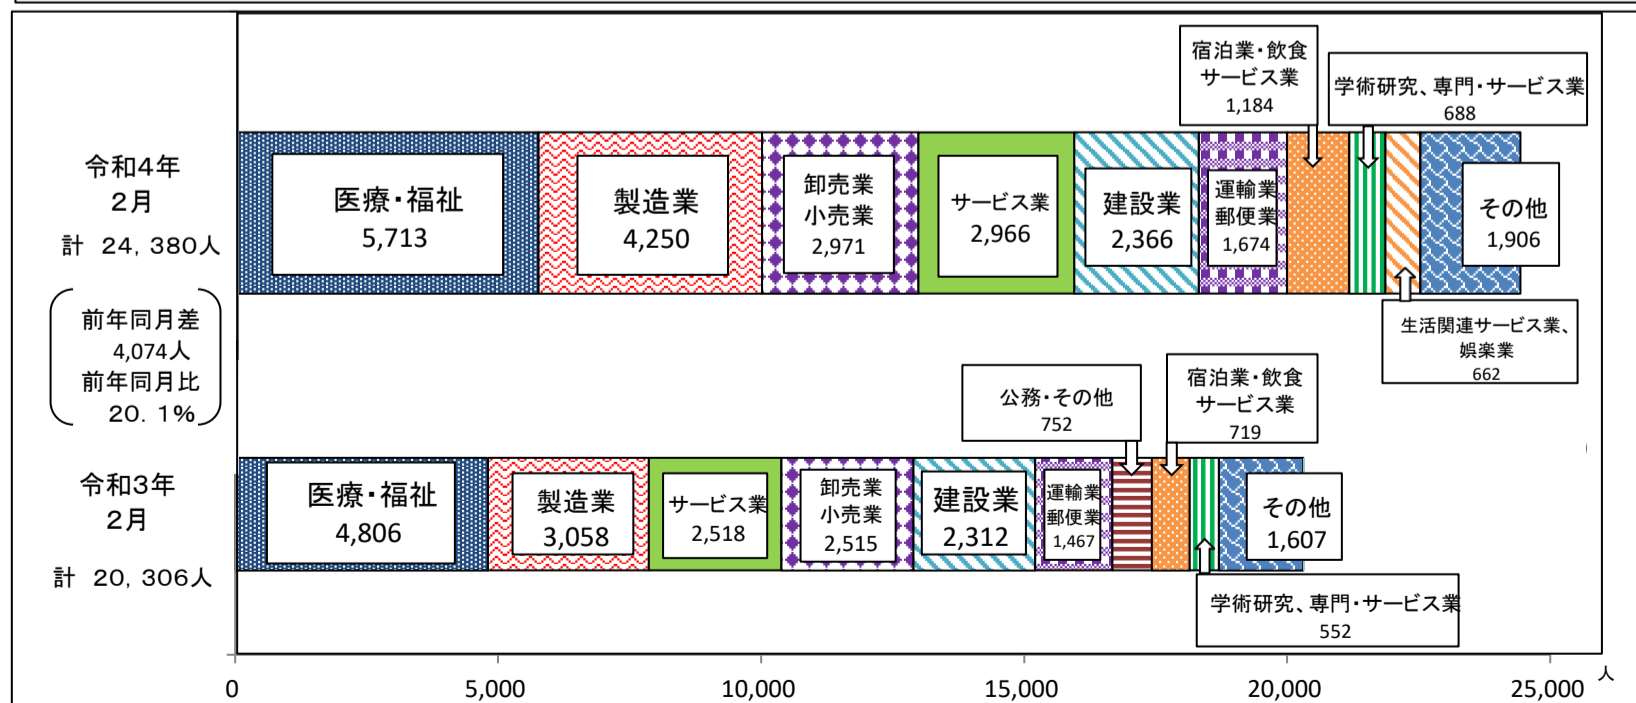 宿泊業・飲食
サービス業
1,184
学術研究、専門・サービス業
688
令和4年
2月
計 24,380人
医療・福祉
5,713
製造業
4,250
卸売業
小売業
2,971
サービス業
2,966
建設業
2,366
運輸業
郵便業
1,674
その他
1,906
生活関連サービス業、
娯楽業
662
前年同月差
4,074人
前年同月比
20.1%
公務・その他
752
宿泊業・飲食
サービス業
719
令和3年
2月
計 20,306人
医療・福祉
4,806
製造業
3,058
サービス業
2,518
卸売業
小売業
2,515
建設業
2,312
運輸業
郵便業
1,467
その他
1,607
学術研究、専門・サービス業
552
0 5,000 10,000 15,000 20,000 25,000 人